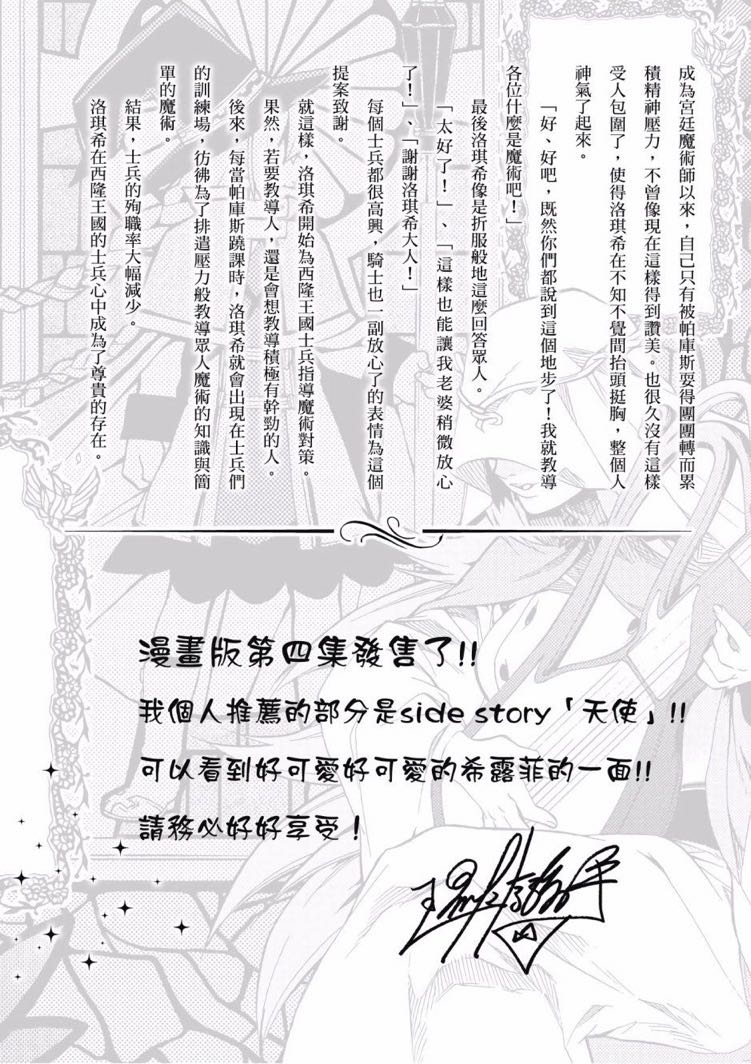 成為宮廷魔術師以來，自己只有被帕庫斯耍得團團轉而累
積精神壓力，不曾像現在這樣得到讚美。也很久沒有這樣
受人包圍了，使得洛琪希在不知不覺間抬頭挺胸，整個人
神氣了起來。
「好、好吧，既然你們都說到這個地步了！我就教導
各位什麼是魔術吧！」
最後洛琪希像是折服般地這麼回答眾人。
「太好了！」、「這樣也能讓我老婆稍微放心
了！」、「謝謝洛琪希大人！」
每個士兵都很高興，騎士也一副放心了的表情為這個
提案致謝。
就這樣，洛琪希開始為西隆王國士兵指導魔術對策。
果然，若要教導人，還是會想教導積極有幹勁的人。
後來，每當帕庫斯蹺課時，洛琪希就會出現在士兵們
的訓練場，彷彿為了排遣壓力般教導眾人魔術的知識與簡
單的魔術。
結果，士兵的殉職率大幅減少。
洛琪希在西隆王國的士兵心中成為了尊貴的存在。
漫畫版第四集發售了!!
我個人推薦的部分是side story「天使」!!
可以看到好可愛好可愛的希露菲的一面!!
請務必好好享受！